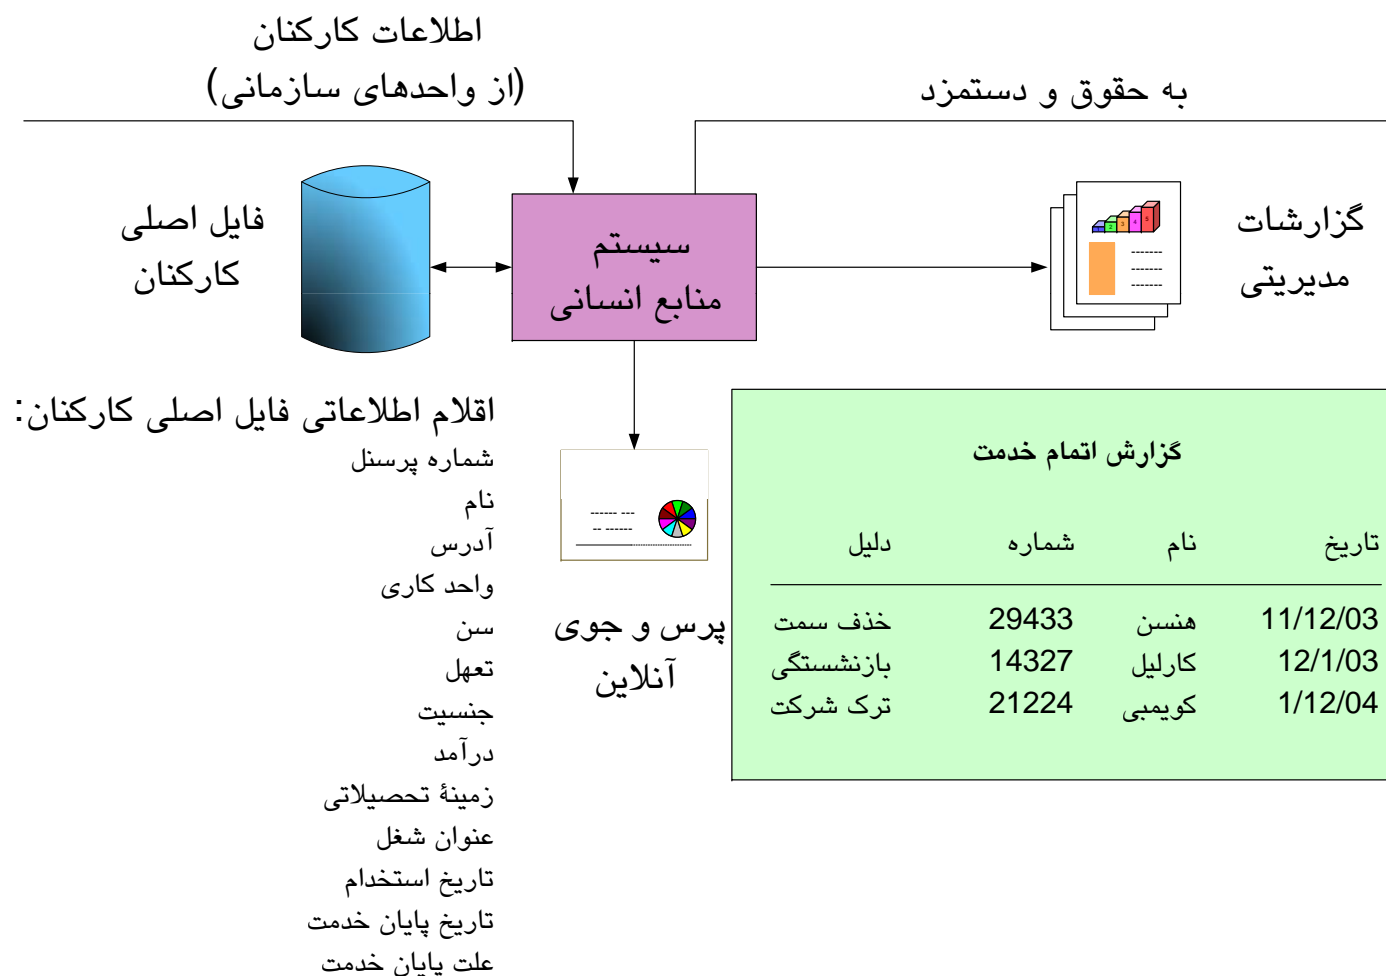 اطلاعات کارکنان
(از واحدهای سازمانی)
به حقوق و دستمزد
فایل اصلی
کارکنان
سیستم
منابع انسانی
گزارشات
مدیریتی
اقلام اطلاعاتی فایل اصلی کارکنان:
شماره پرسنل
نام
آدرس
واحد کاری
سن
تعهل
جنسیت
درآمد
زمینهٔ تحصیلاتی
عنوان شغل
تاریخ استخدام
تاریخ پایان خدمت
علت پایان خدمت
پرس و جوی
آنلاین
گزارش اتمام خدمت
تاریخ نام شماره دلیل
11/12/03 هنسن 29433 خذف سمت
12/1/03 کارلیل 14327 بازنشستگی
1/12/04 کویمبی 21224 ترک شرکت